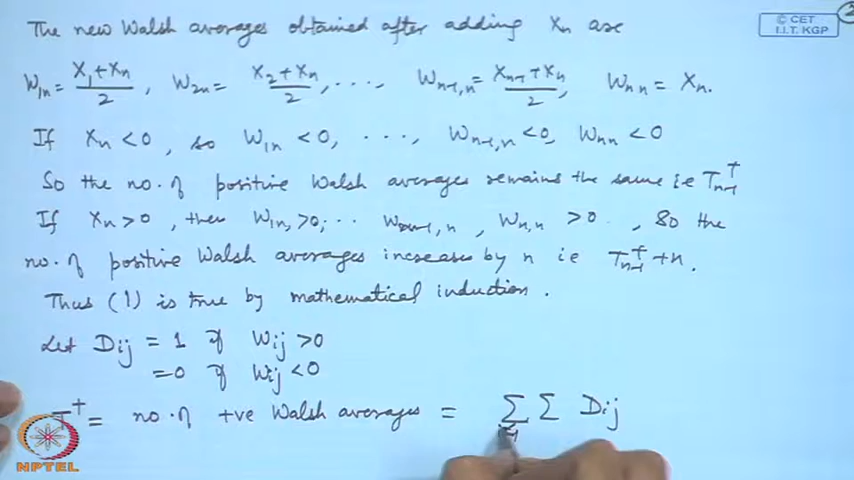 The new Walsh averages obtained after adding Xn are
© CET
I.I.T. KGP
W1n = (X1 + Xn)/2, W2n = (X2 + Xn)/2, ..., Wn-1,n = (Xn-1 + Xn)/2, Wnn = Xn.
If Xn < 0, so W1n < 0, ..., Wn-1,n < 0, Wnn < 0
So the no. of positive Walsh averages remains the same i.e T+n-1
If Xn > 0, then W1n, > 0, ... Wn-1,n, Wn,n > 0., So the
no. of positive Walsh averages increases by n i.e T+n-1 + n.
Thus (1) is true by mathematical induction.
Let Dij = 1 if Wij > 0
= 0 if Wij < 0
T+ = no. of +ve Walsh averages = Σ Σ Dij
NPTEL